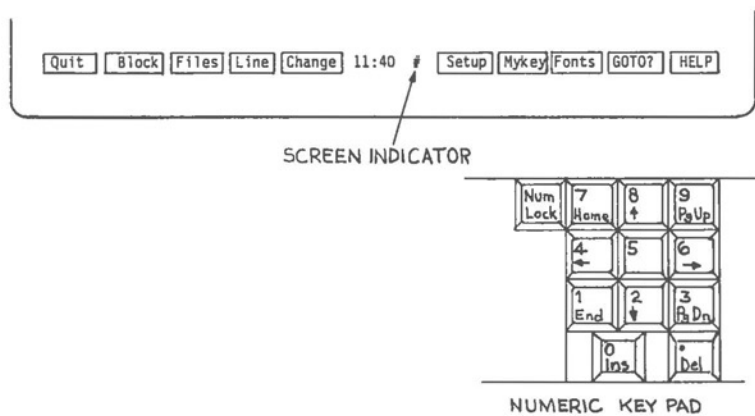 Quit Block Files Line Change 11:40 # Setup Mykey Fonts GOTO? HELP
SCREEN INDICATOR
Num Lock 7 Home 8 ↑ 9 PgUp
4 ← 5 6 →
1 End 2 ↓ 3 PgDn
0 Ins . Del
NUMERIC KEY PAD